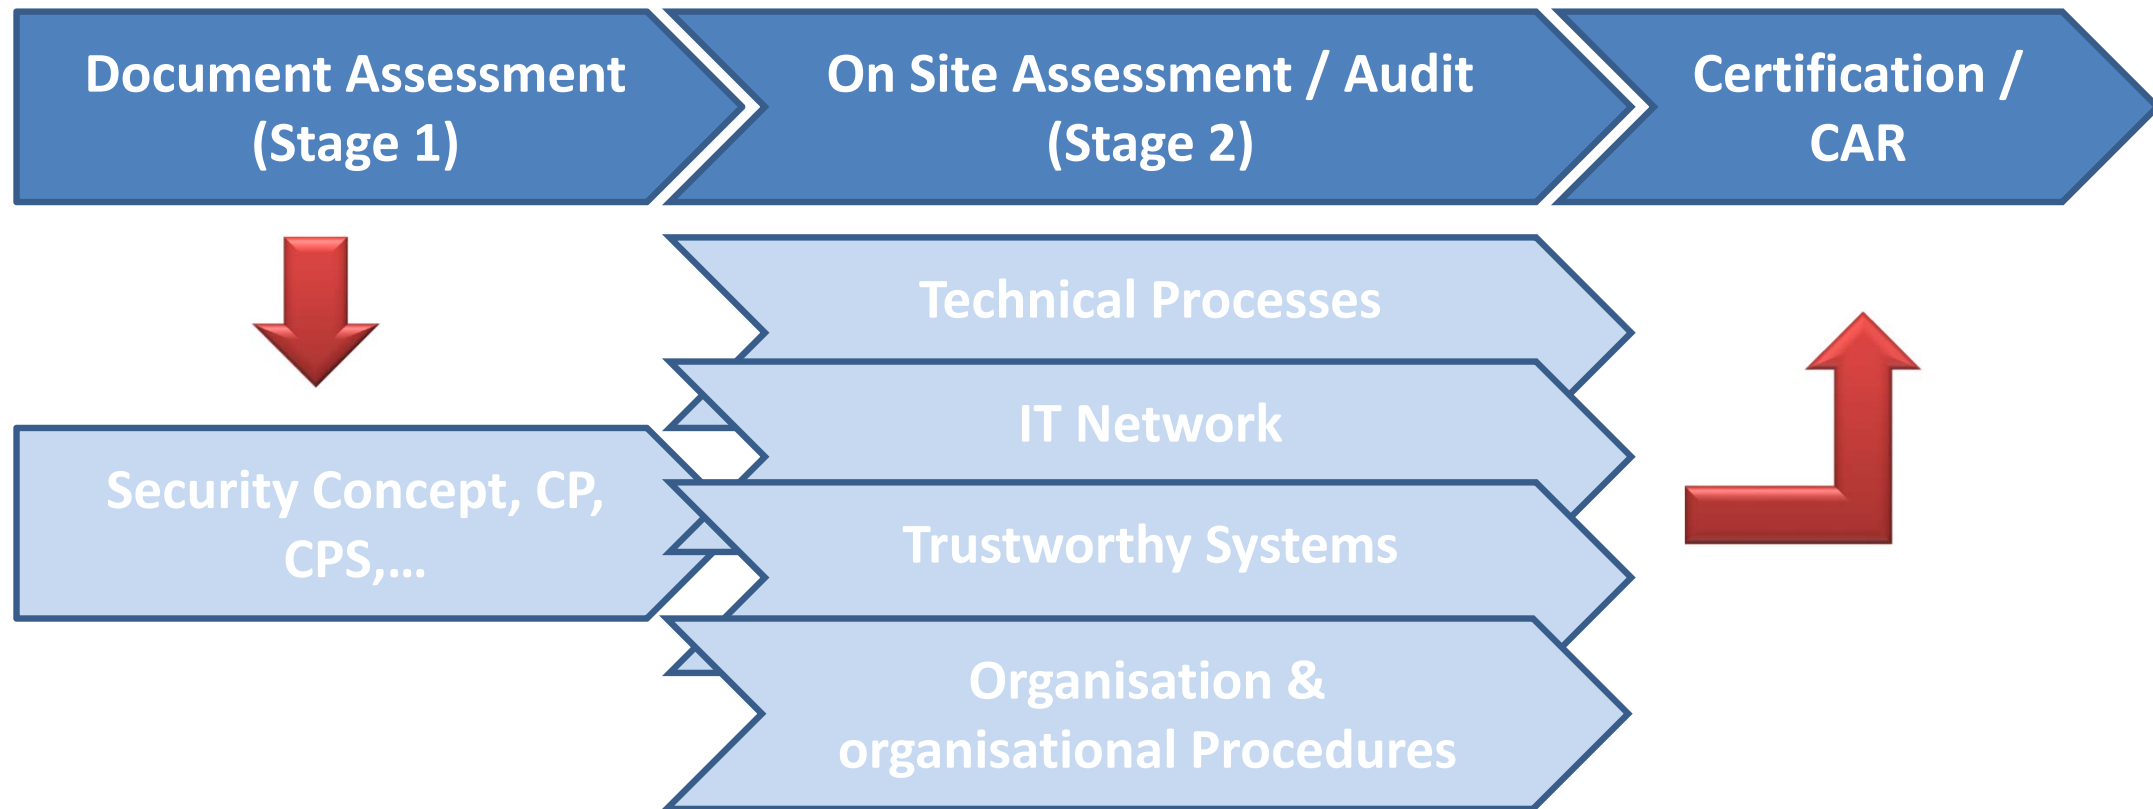 Document Assessment
(Stage 1)
On Site Assessment / Audit
(Stage 2)
Certification /
CAR
Security Concept, CP,
CPS,...
Technical Processes
IT Network
Trustworthy Systems
Organisation &
organisational Procedures